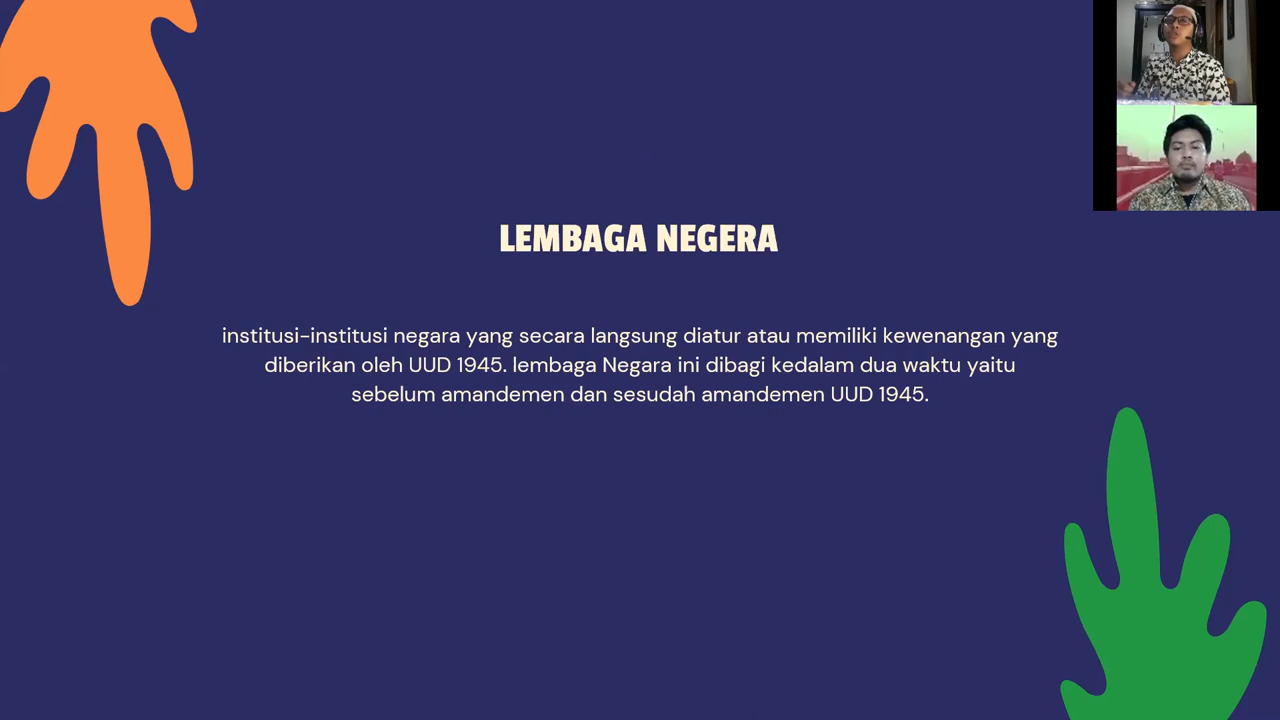 LEMBAGA NEGERA
institusi-institusi negara yang secara langsung diatur atau memiliki kewenangan yang
diberikan oleh UUD 1945. lembaga Negara ini dibagi kedalam dua waktu yaitu
sebelum amandemen dan sesudah amandemen UUD 1945.